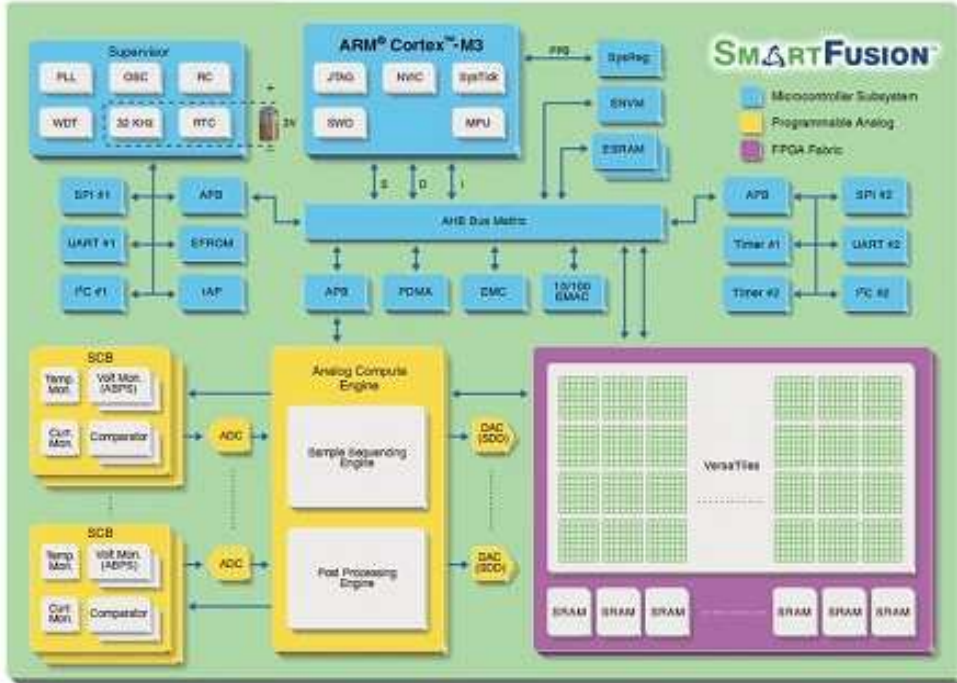 Supervisor
PLL
OSC
RC
WDT
32 KHz
RTC
+
3V
–
ARM® Cortex™-M3
JTAG
NVIC
SysTick
SWD
MPU
PPB
SysReg
ENVM
ESRAM
SMARTFUSION™
Microcontroller Subsystem
Programmable Analog
FPGA Fabric
S
D
I
SPI #1
APB
UART #1
EFROM
I²C #1
IAP
AHB Bus Matrix
APB
PDMA
EMC
10/100
EMAC
APB
SPI #2
Timer #1
UART #2
Timer #2
I²C #2
SCB
Temp.
Mon.
Volt Mon.
(ABPS)
Curr.
Mon.
Comparator
ADC
Analog Compute
Engine
Sample Sequencing
Engine
Post Processing
Engine
DAC
(SDD)
SCB
Temp.
Mon.
Volt Mon.
(ABPS)
Curr.
Mon.
Comparator
ADC
DAC
(SDD)
VersaTiles
SRAM
SRAM
SRAM
SRAM
SRAM
SRAM